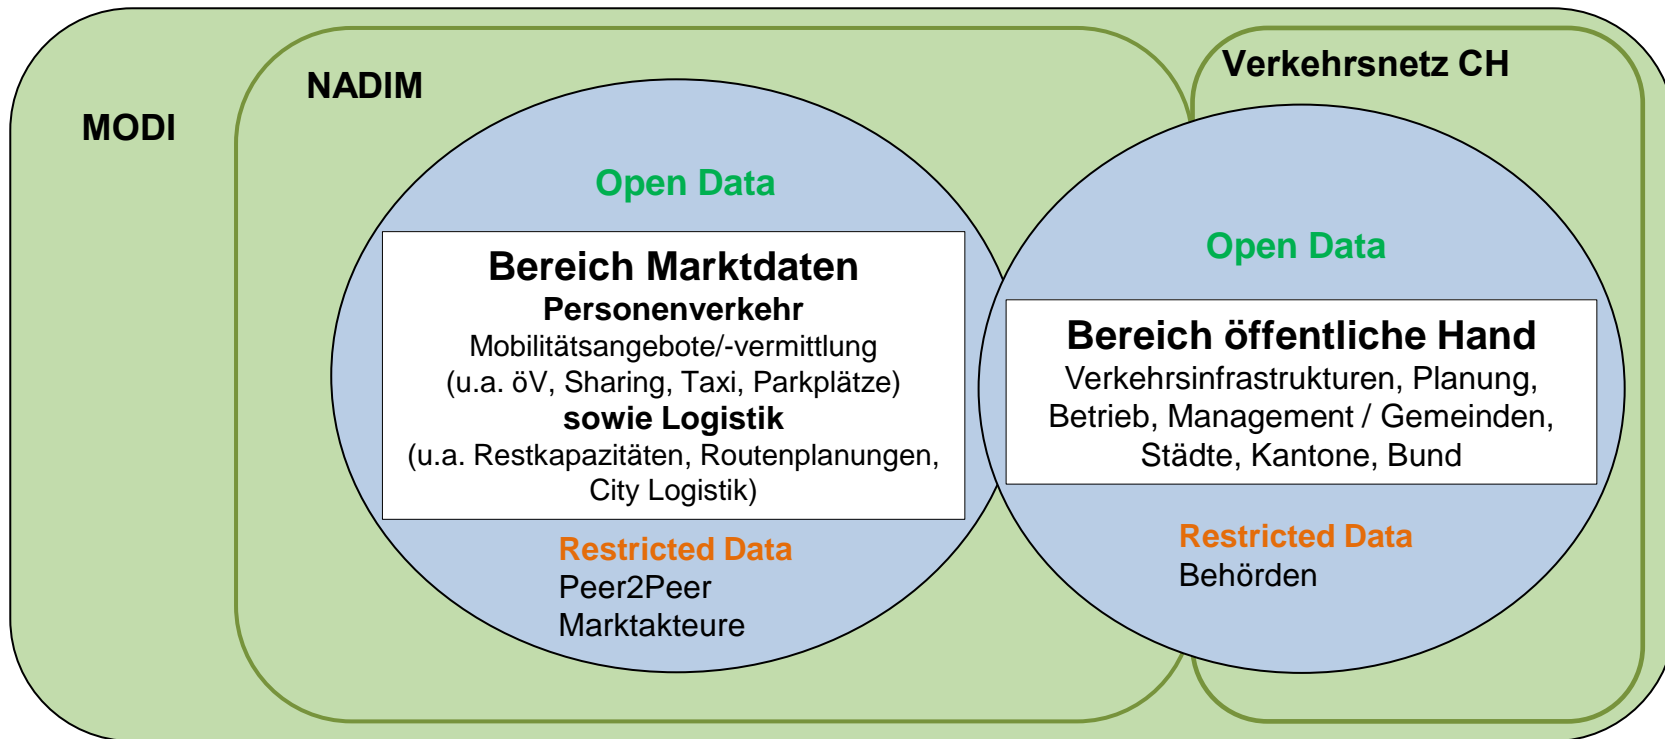 MODI
NADIM
Open Data
Bereich Marktdaten
Personenverkehr
Mobilitätsangebote/-vermittlung
(u.a. öV, Sharing, Taxi, Parkplätze)
sowie Logistik
(u.a. Restkapazitäten, Routenplanungen,
City Logistik)
Restricted Data
Peer2Peer
Marktakteure
Verkehrsnetz CH
Open Data
Bereich öffentliche Hand
Verkehrsinfrastrukturen, Planung,
Betrieb, Management / Gemeinden,
Städte, Kantone, Bund
Restricted Data
Behörden